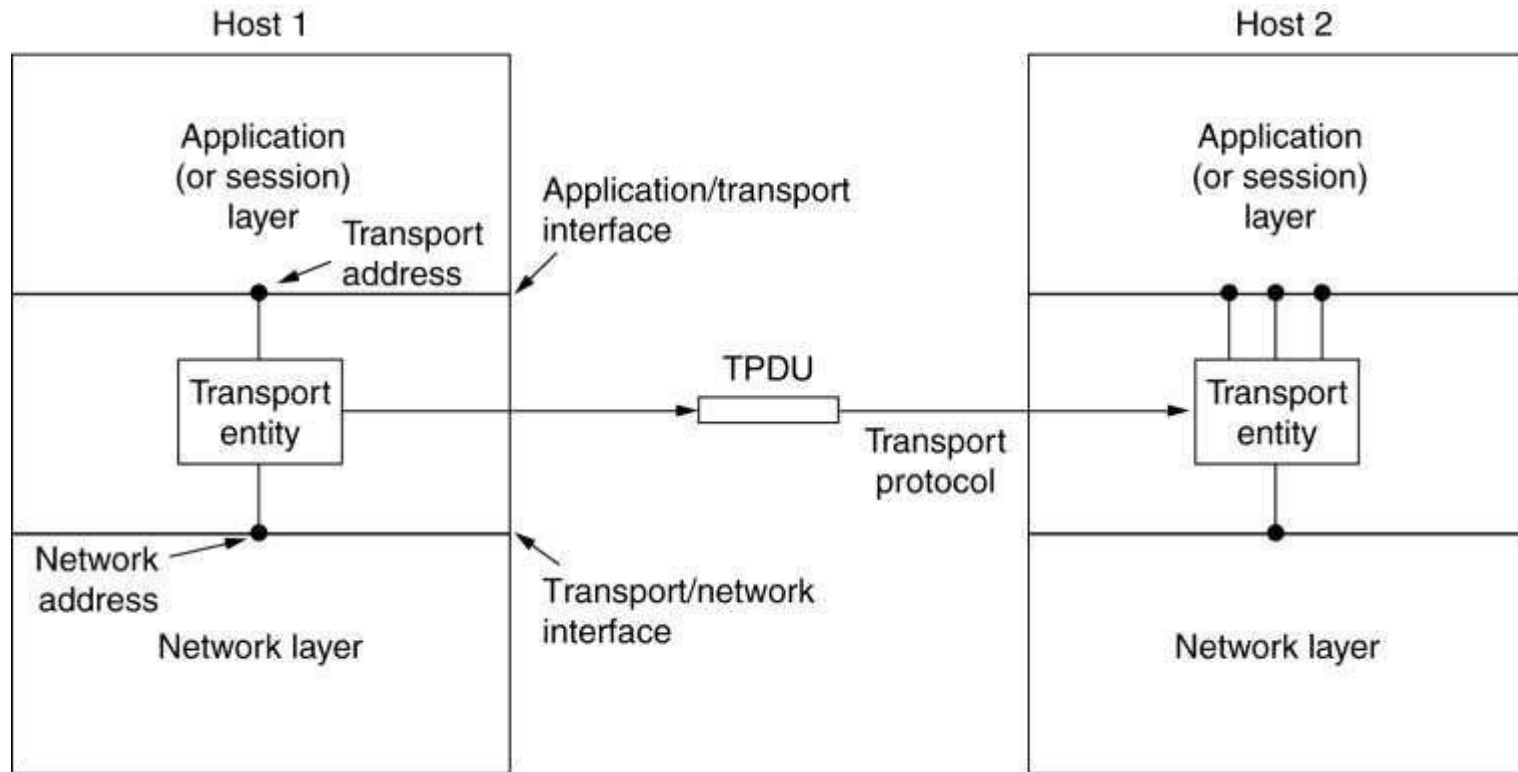 Host 1
Host 2
Application
(or session)
layer
Transport
address
Application/transport
interface
Application
(or session)
layer
Transport
entity
TPDU
Transport
protocol
Transport
entity
Network
address
Transport/network
interface
Network layer
Network layer